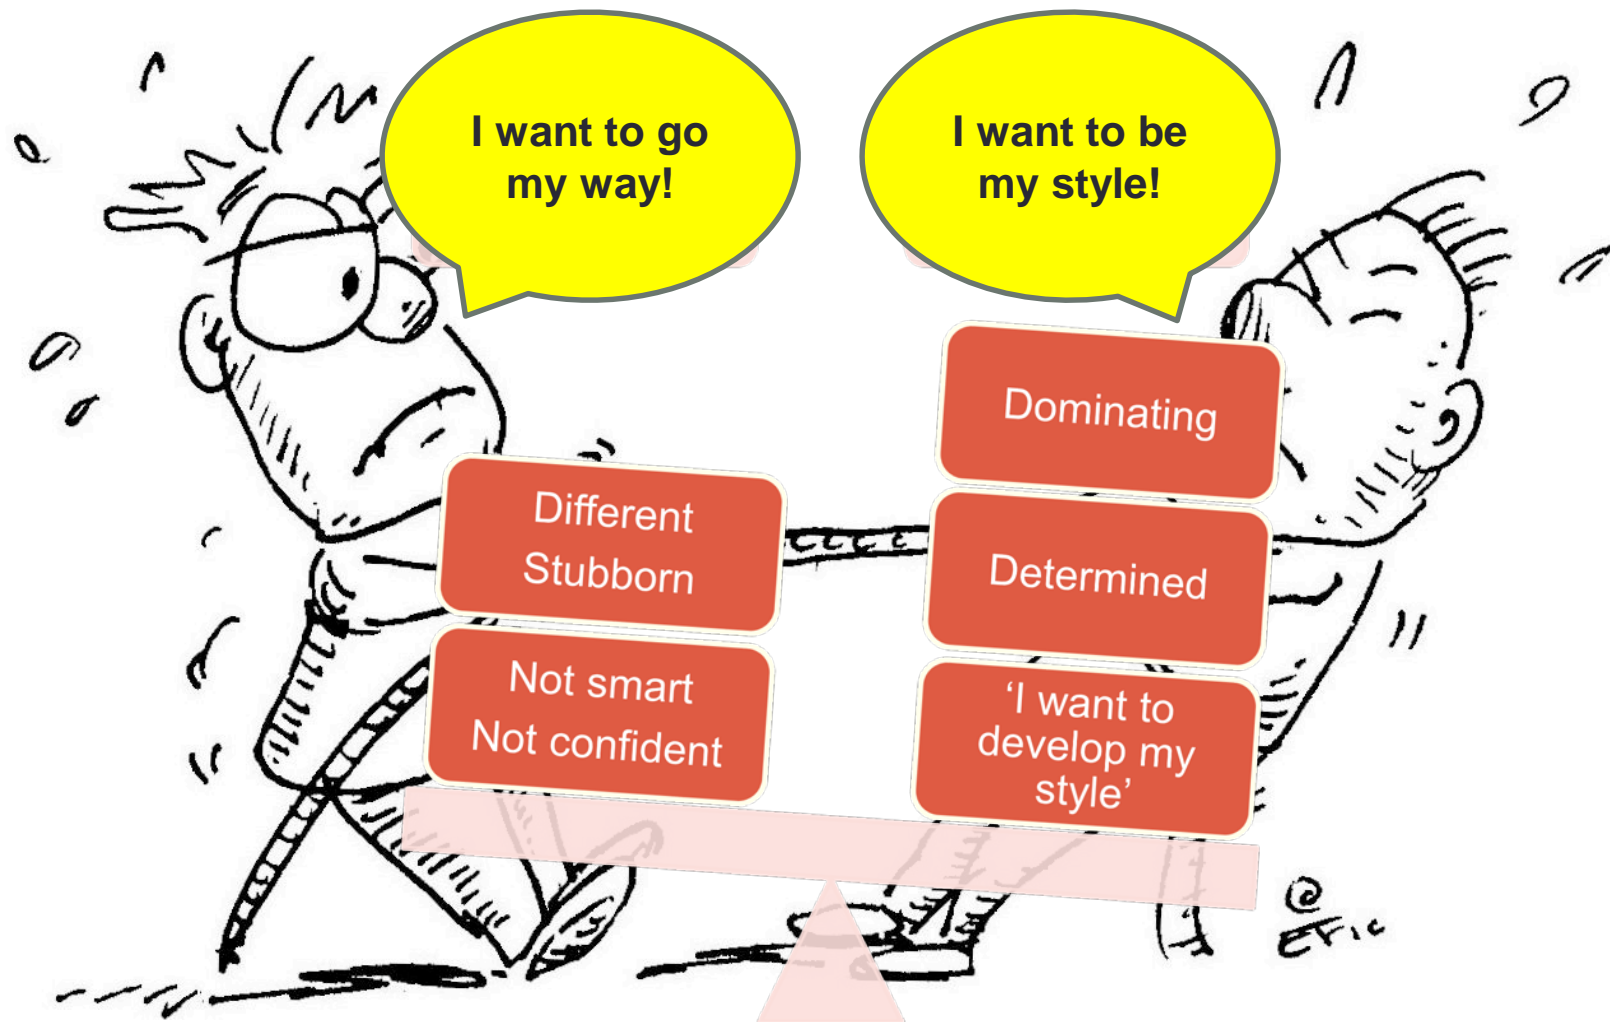 I want to go
my way!
I want to be
my style!
Different
Stubborn
Not smart
Not confident
Dominating
Determined
‘I want to
develop my
style’
@
Eric